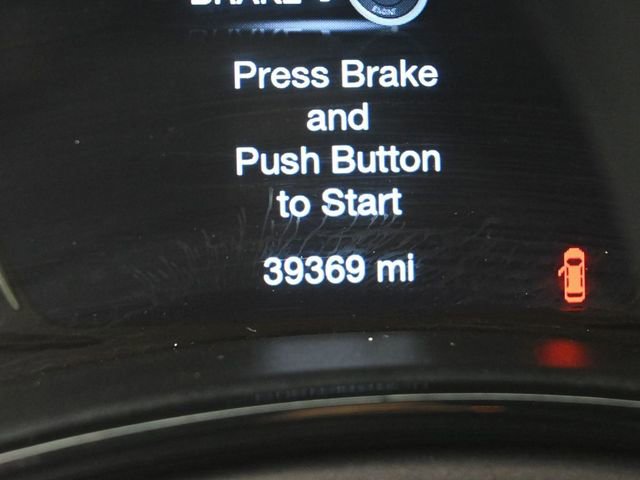 Press Brake
and
Push Button
to Start
39369 mi